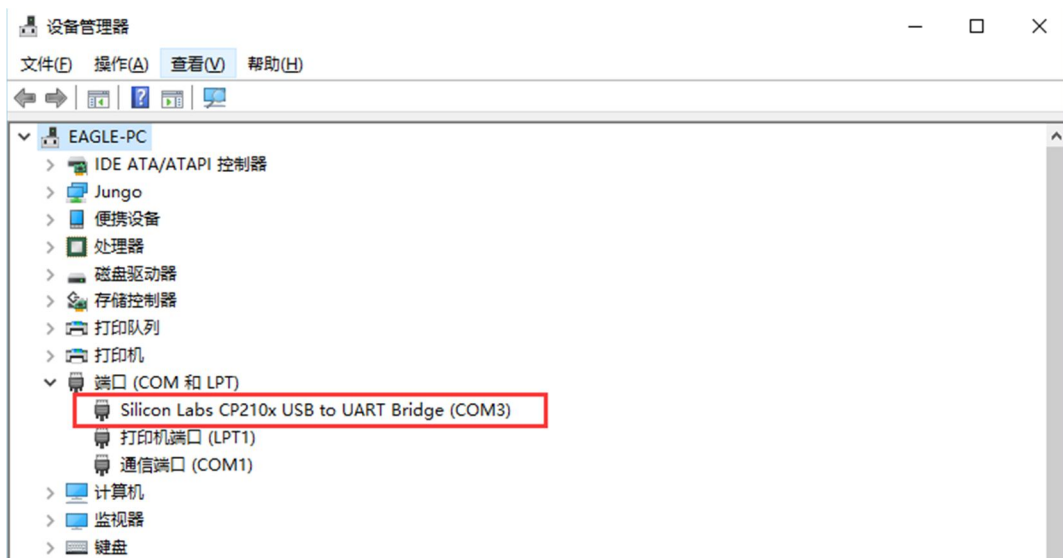 设备管理器
文件(F) 操作(A) 查看(V) 帮助(H)
EAGLE-PC
IDE ATA/ATAPI 控制器
Jungo
便携设备
处理器
磁盘驱动器
存储控制器
打印队列
打印机
端口 (COM 和 LPT)
Silicon Labs CP210x USB to UART Bridge (COM3)
打印机端口 (LPT1)
通信端口 (COM1)
计算机
监视器
键盘